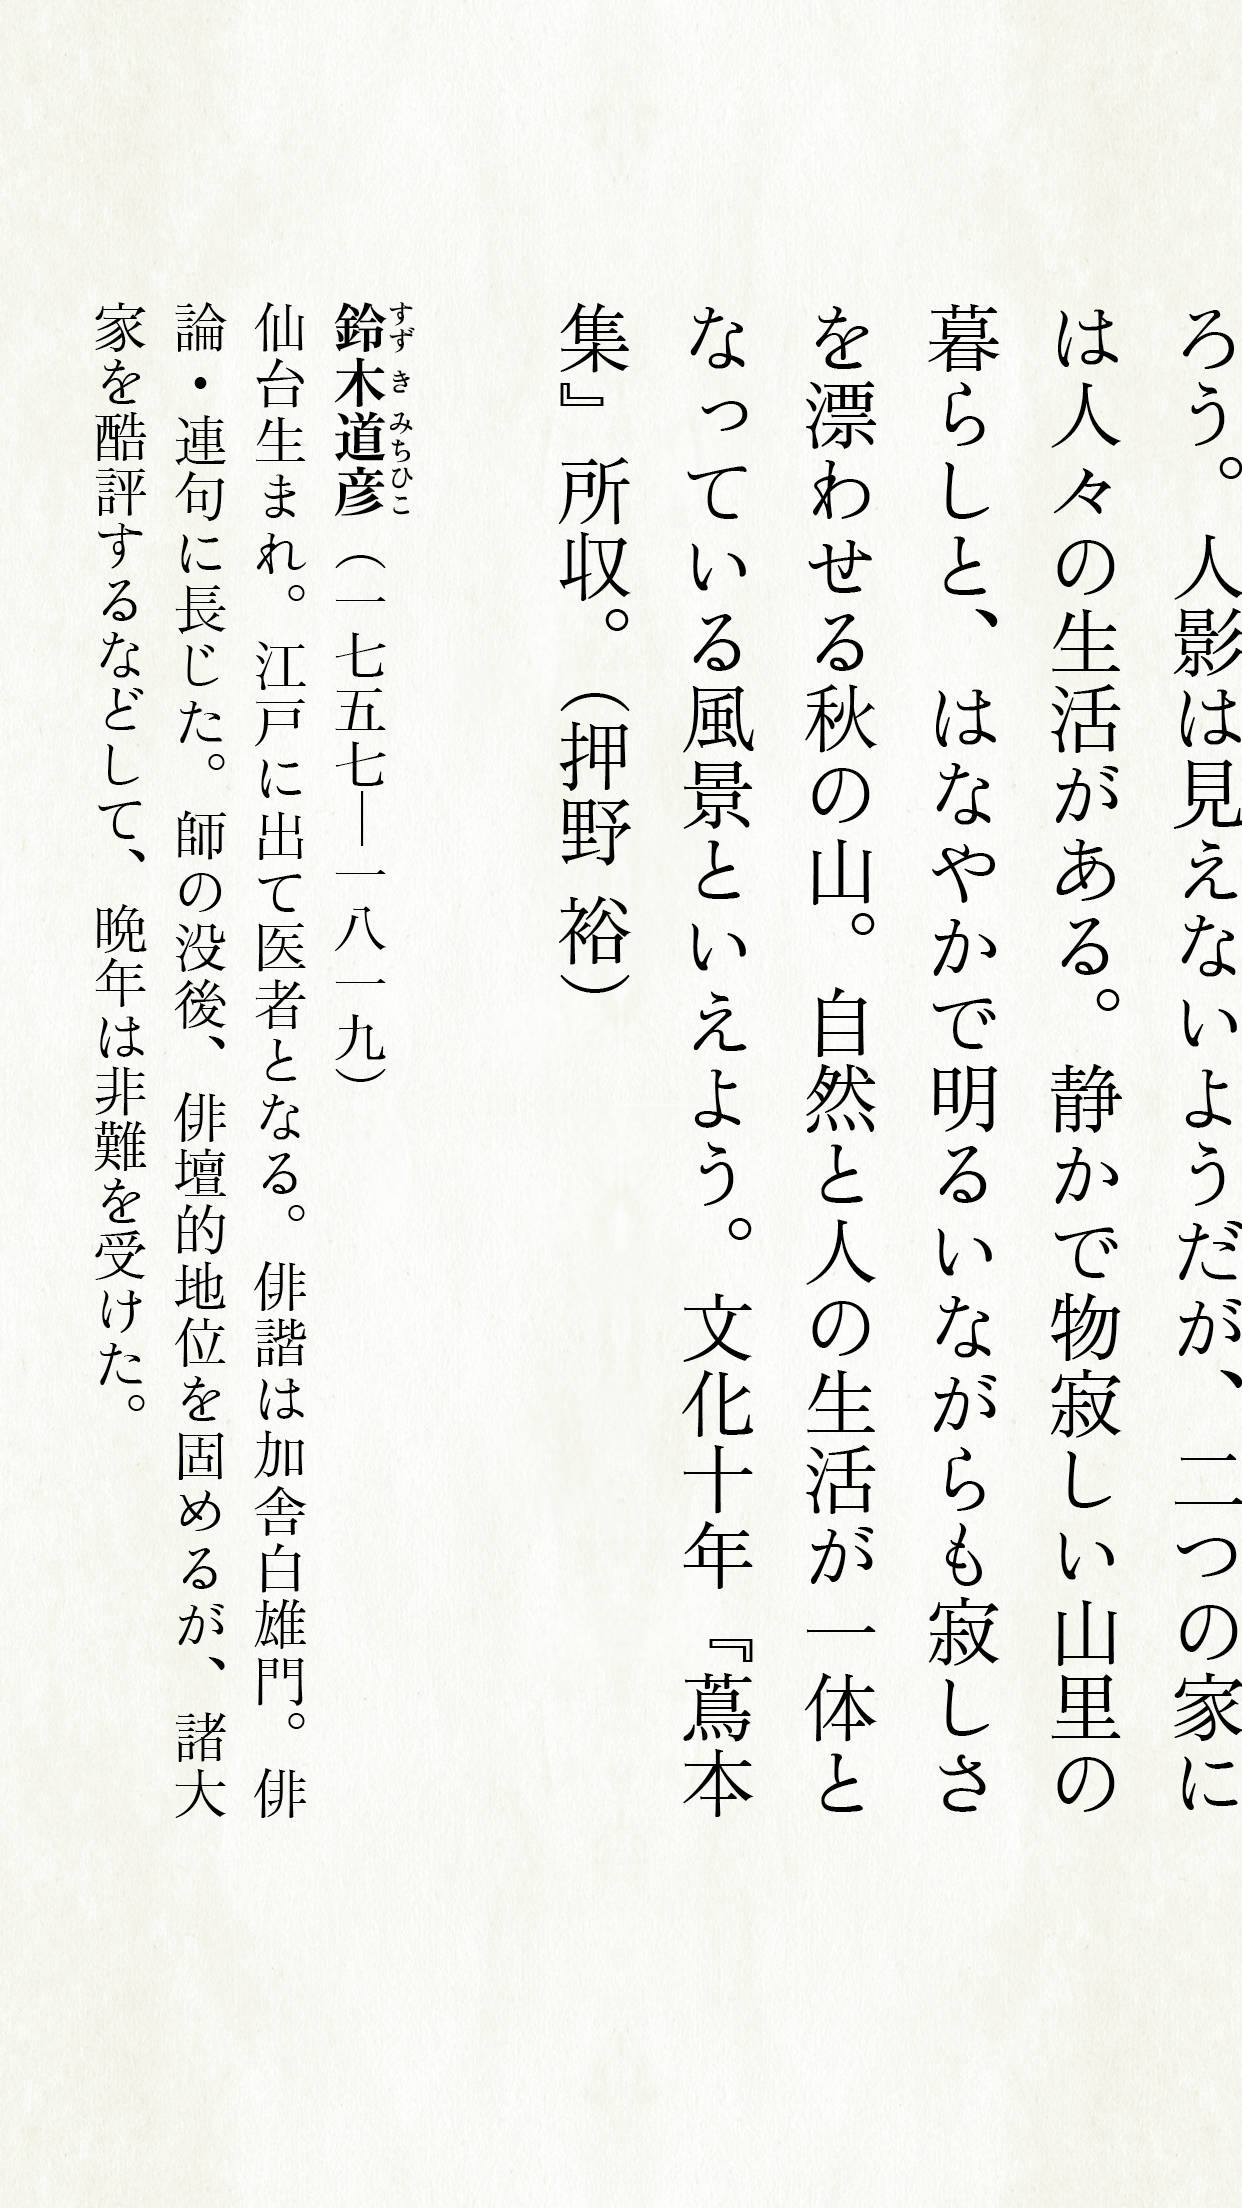 ろう。人影は見えないようだが、二つの家に
は人々の生活がある。静かで物寂しい山里の
暮らしと、はなやかで明るいながらも寂しさ
を漂わせる秋の山。自然と人の生活が一体と
なっている風景といえよう。文化十年『蔦本
集』所収。（押野 裕）
鈴木道彦（一七五七―一八一九）
すずきみちひこ
仙台生まれ。江戸に出て医者となる。俳諧は加舎白雄門。俳
論・連句に長じた。師の没後、俳壇的地位を固めるが、諸大
家を酷評するなどして、晩年は非難を受けた。